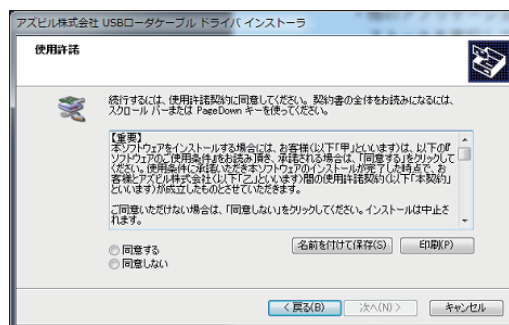 アズビル株式会社 USBローダケーブル ドライバ インストーラ
使用許諾
続行するには、使用許諾契約に同意してください。契約書の全体をお読みになるには、
スクロール バーまたは PageDown キーを使ってください。
【重要】
本ソフトウェアをインストールする場合には、お客様(以下「甲」といいます)は、以下の『
ソフトウェアのご使用条件』をお読み頂き、承諾される場合は、「同意する」をクリックして
ください。使用条件に承諾いただき本ソフトウェアのインストールが完了した時点で、お
客様とアズビル株式会社(以下「乙」といいます)間の使用許諾契約(以下「本契約」
といいます)が成立したものとさせていただきます。
ご同意いただけない場合は、「同意しない」をクリックしてください。インストールは中止さ
れます。
名前を付けて保存(S) 印刷(P)
同意する
同意しない
< 戻る(B) 次へ(N) > キャンセル